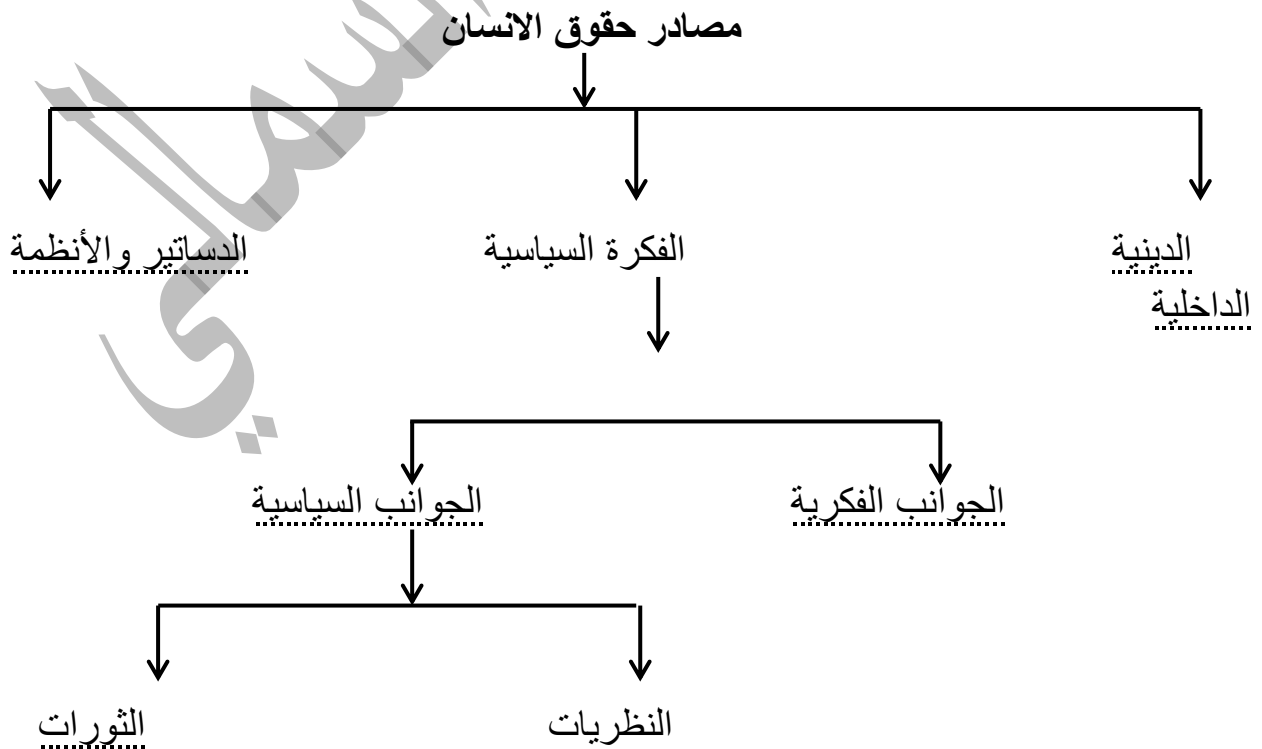 مصادر حقوق الانسان
الدينية
الفكرة السياسية
الدساتير والأنظمة
الداخلية
الجوانب الفكرية
الجوانب السياسية
النظريات
الثورات